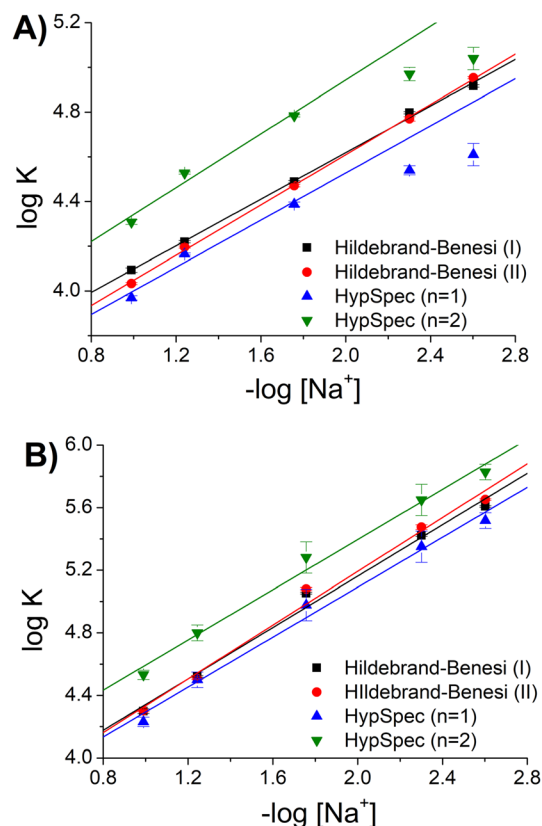 A)
5.2
4.8
4.4
4.0
log K
Hildebrand-Benesi (I)
Hildebrand-Benesi (II)
HypSpec (n=1)
HypSpec (n=2)
0.8 1.2 1.6 2.0 2.4 2.8
-log [Na⁺]
B)
6.0
5.6
5.2
4.8
4.4
4.0
log K
Hildebrand-Benesi (I)
HIldebrand-Benesi (II)
HypSpec (n=1)
HypSpec (n=2)
0.8 1.2 1.6 2.0 2.4 2.8
-log [Na⁺]